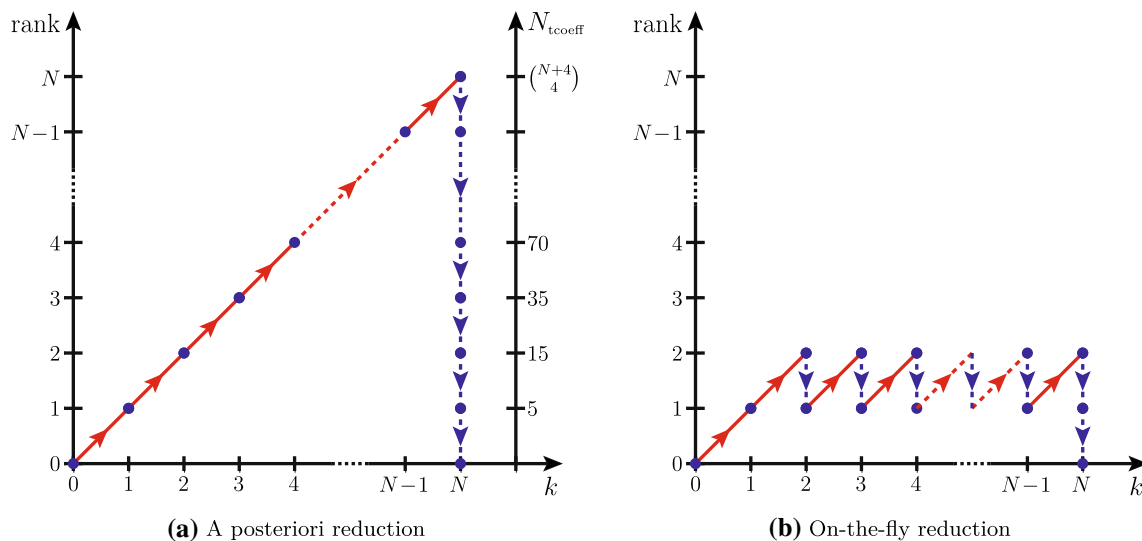 rank
N_tcoeff
N
(N+4 4)
N−1
4
70
3
35
2
15
1
5
0
0 1 2 3 4 N−1 N k
(a) A posteriori reduction
rank
N
N−1
4
3
2
1
0
0 1 2 3 4 N−1 N k
(b) On-the-fly reduction